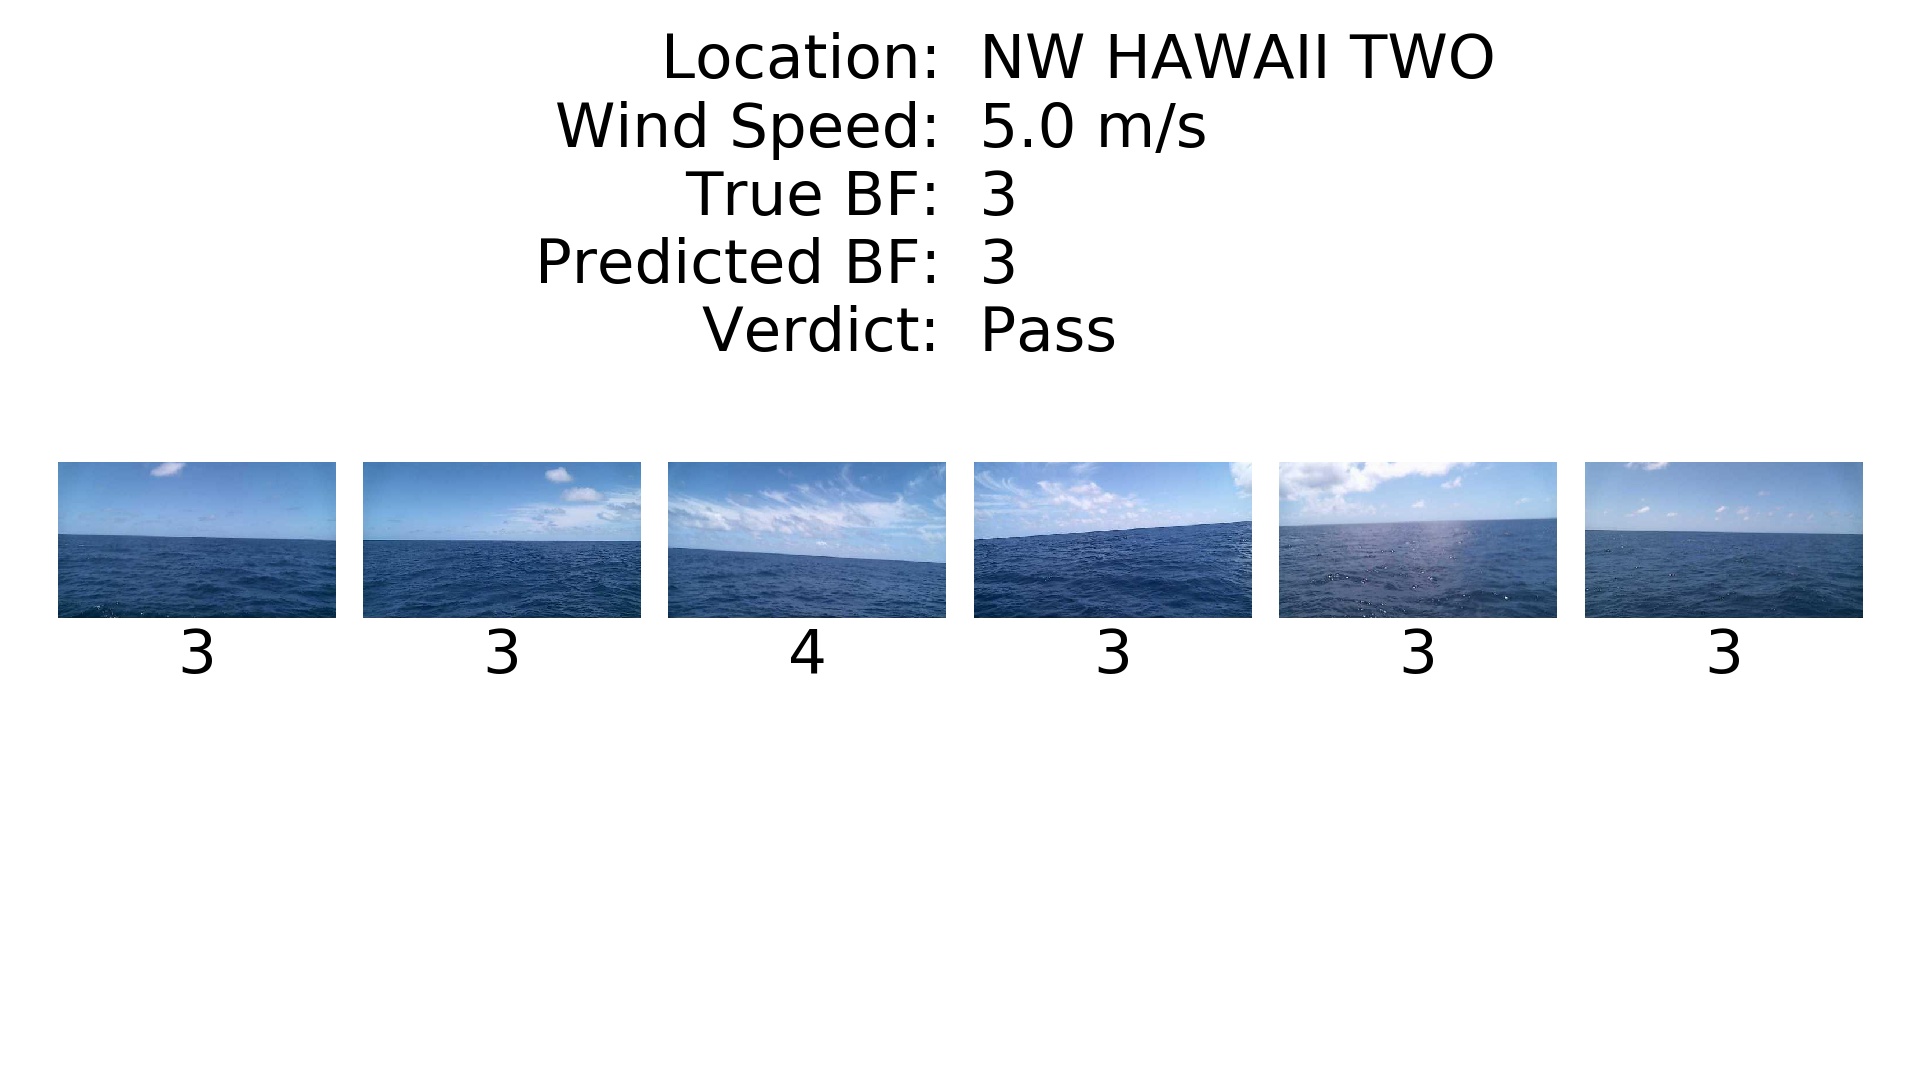 Location: NW HAWAII TWO
Wind Speed: 5.0 m/s
True BF: 3
Predicted BF: 3
Verdict: Pass
3 3 4 3 3 3